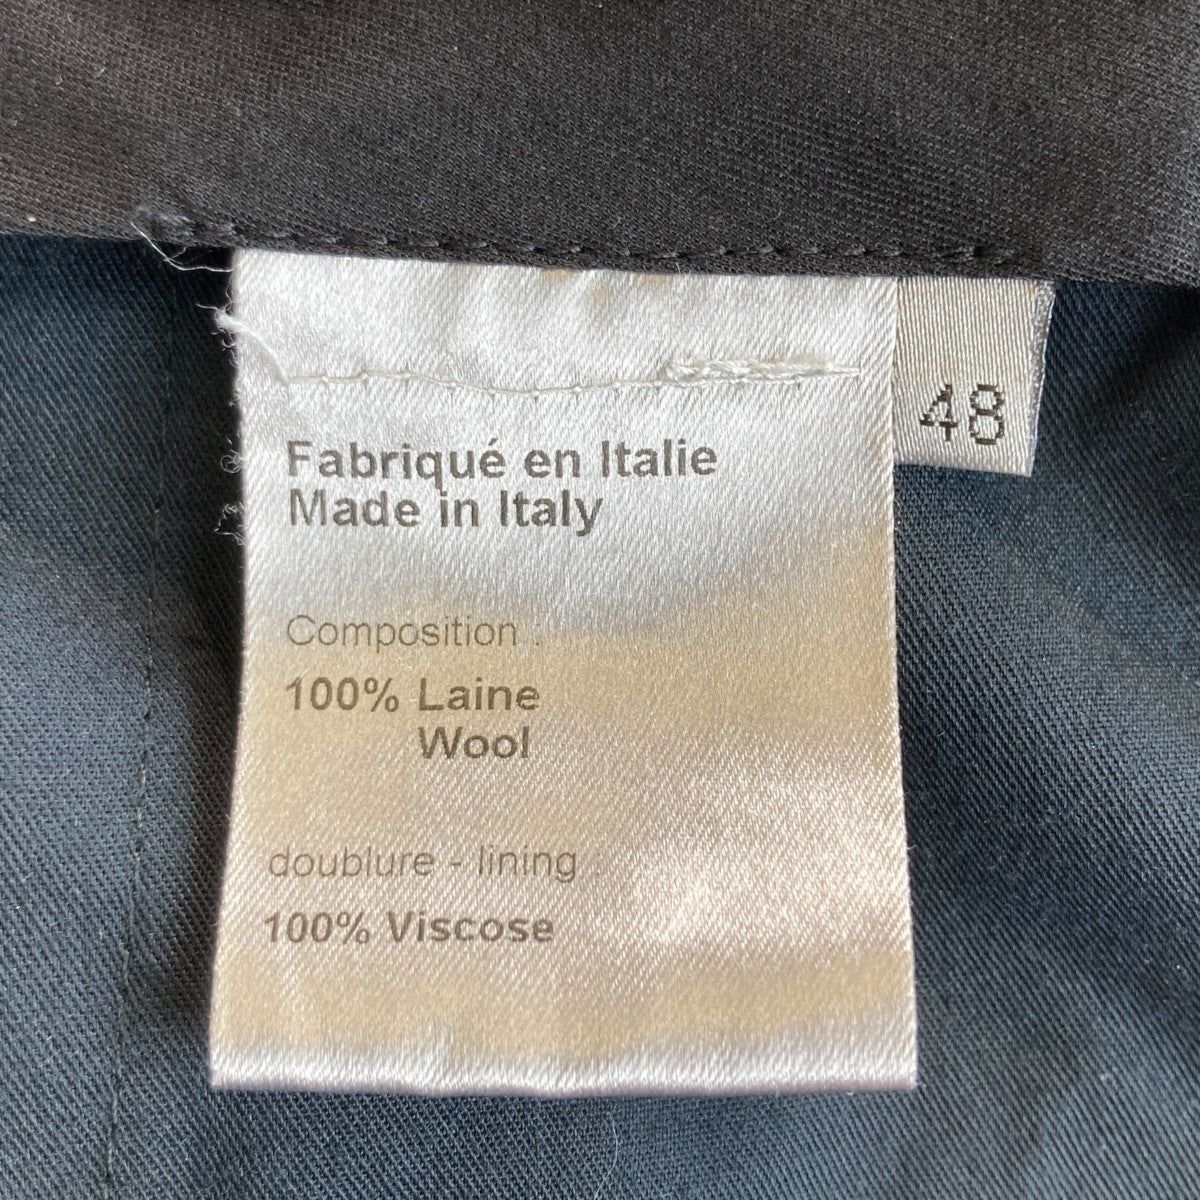 Fabriqué en Italie
Made in Italy
48
Composition :
100% Laine
Wool
doublure - lining :
100% Viscose